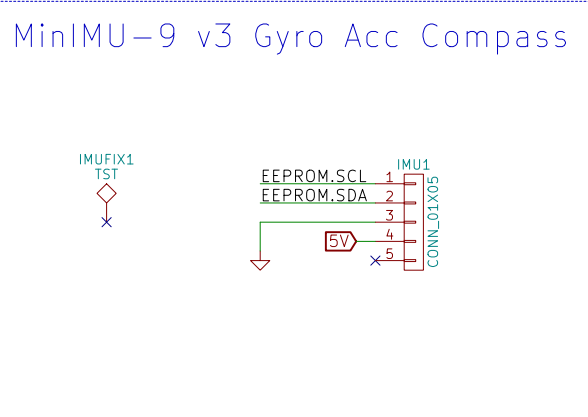 MinIMU-9 v3 Gyro Acc Compass
IMUFIX1
TST
IMU1
EEPROM.SCL 1
EEPROM.SDA 2
3
5V 4
5
CONN_01X05